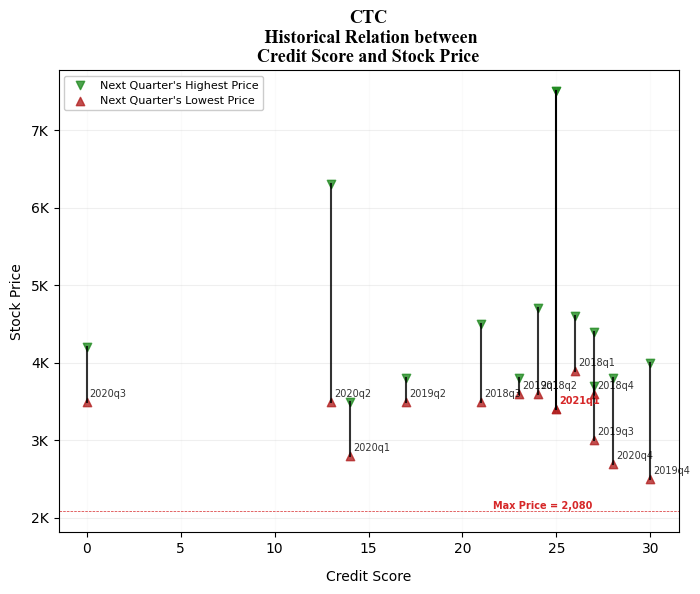 CTC
Historical Relation between
Credit Score and Stock Price
Next Quarter's Highest Price
Next Quarter's Lowest Price
Stock Price
7K
6K
5K
4K
3K
2K
2020q3
2020q2
2020q1
2019q2
2018q2
2018q1
2018q4
2021q1
2019q3
2020q4
2019q4
Max Price = 2,080
0
5
10
15
20
25
30
Credit Score